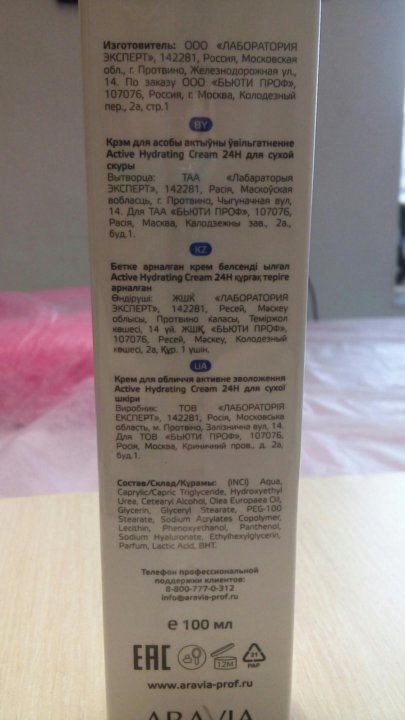 Изготовитель: ООО «ЛАБОРАТОРИЯ
ЭКСПЕРТ», 142281, Россия, Московская
обл., г. Протвино, Железнодорожная ул.,
14. По заказу ООО «БЬЮТИ ПРОФ»,
107076, Россия, г. Москва, Колодезный
пер., 2а, стр.1
BY
Крэм для асобы актыўны ўвільгатненне
Active Hydrating Cream 24H для сухой
скуры
Вытворца: ТАА «Лабараторыя
ЭКСПЕРТ», 142281, Расія, Маскоўская
вобласць, г. Протвино, Чыгуначная вул,
14. Для ТАА «БЬЮТИ ПРОФ», 107076,
Расія, Масква, Калодзежны зав., 2а.,
буд.1.
KZ
Бетке арналған крем белсенді ылғал
Active Hydrating Cream 24H құрғақ теріге
арналған
Өндіруші: ЖШҚ «ЛАБОРАТОРИЯ
ЭКСПЕРТ», 142281, Ресей, Мәскеу
облысы, Протвино қаласы, Теміржол
көшесі, 14 үй. ЖШҚ «БЬЮТИ ПРОФ»,
107076, Ресей, Мәскеу, Колодезный
көшесі, 2а, Құр. 1 үшін.
UA
Крем для обличчя активне зволоження
Active Hydrating Cream 24H для сухої
шкіри
Виробник: ТОВ «ЛАБОРАТОРІЯ
ЕКСПЕРТ», 142281, Росія, Московська
область, м. Протвіно, Залізнична вул., 14.
Для ТОВ «БЬЮТИ ПРОФ», 107076,
Росія, Москва, Криничний пров., д. 2а,
буд.1.
Состав/Склад/Курамы: (INCI) Aqua,
Caprylic/Capric Triglyceride, Hydroxyethyl
Urea, Cetearyl Alcohol, Olea Europaea Oil,
Glycerin, Glyceryl Stearate, PEG-100
Stearate, Sodium Acrylates Copolymer,
Lecithin, Phenoxyethanol, Panthenol,
Sodium Hyaluronate, Ethylhexylglycerin,
Parfum, Lactic Acid, BHT.
Телефон профессиональной
поддержки клиентов:
8-800-777-0-312
info@aravia-prof.ru
e 100 мл
EAC 12M 21 PAP
www.aravia-prof.ru
ARAVIA